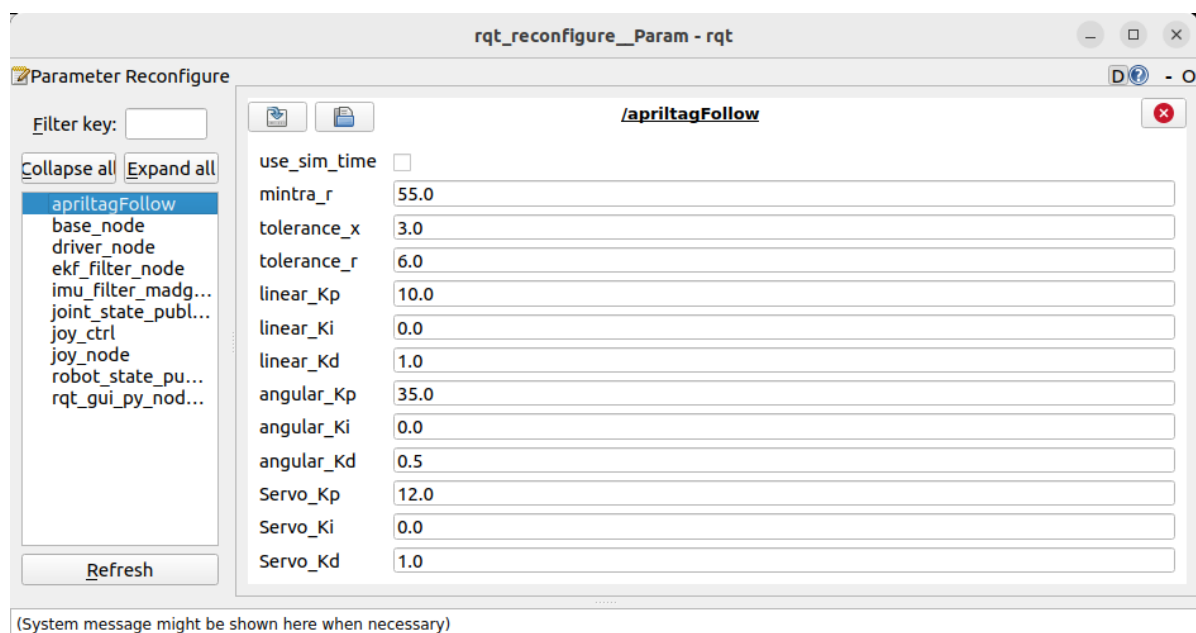 rqt_reconfigure__Param - rqt
Parameter Reconfigure
D
- O
Filter key:
Collapse all
Expand all
apriltagFollow
base_node
driver_node
ekf_filter_node
imu_filter_madg...
joint_state_publ...
joy_ctrl
joy_node
robot_state_pu...
rqt_gui_py_nod...
Refresh
/apriltagFollow
use_sim_time
mintra_r 55.0
tolerance_x 3.0
tolerance_r 6.0
linear_Kp 10.0
linear_Ki 0.0
linear_Kd 1.0
angular_Kp 35.0
angular_Ki 0.0
angular_Kd 0.5
Servo_Kp 12.0
Servo_Ki 0.0
Servo_Kd 1.0
(System message might be shown here when necessary)